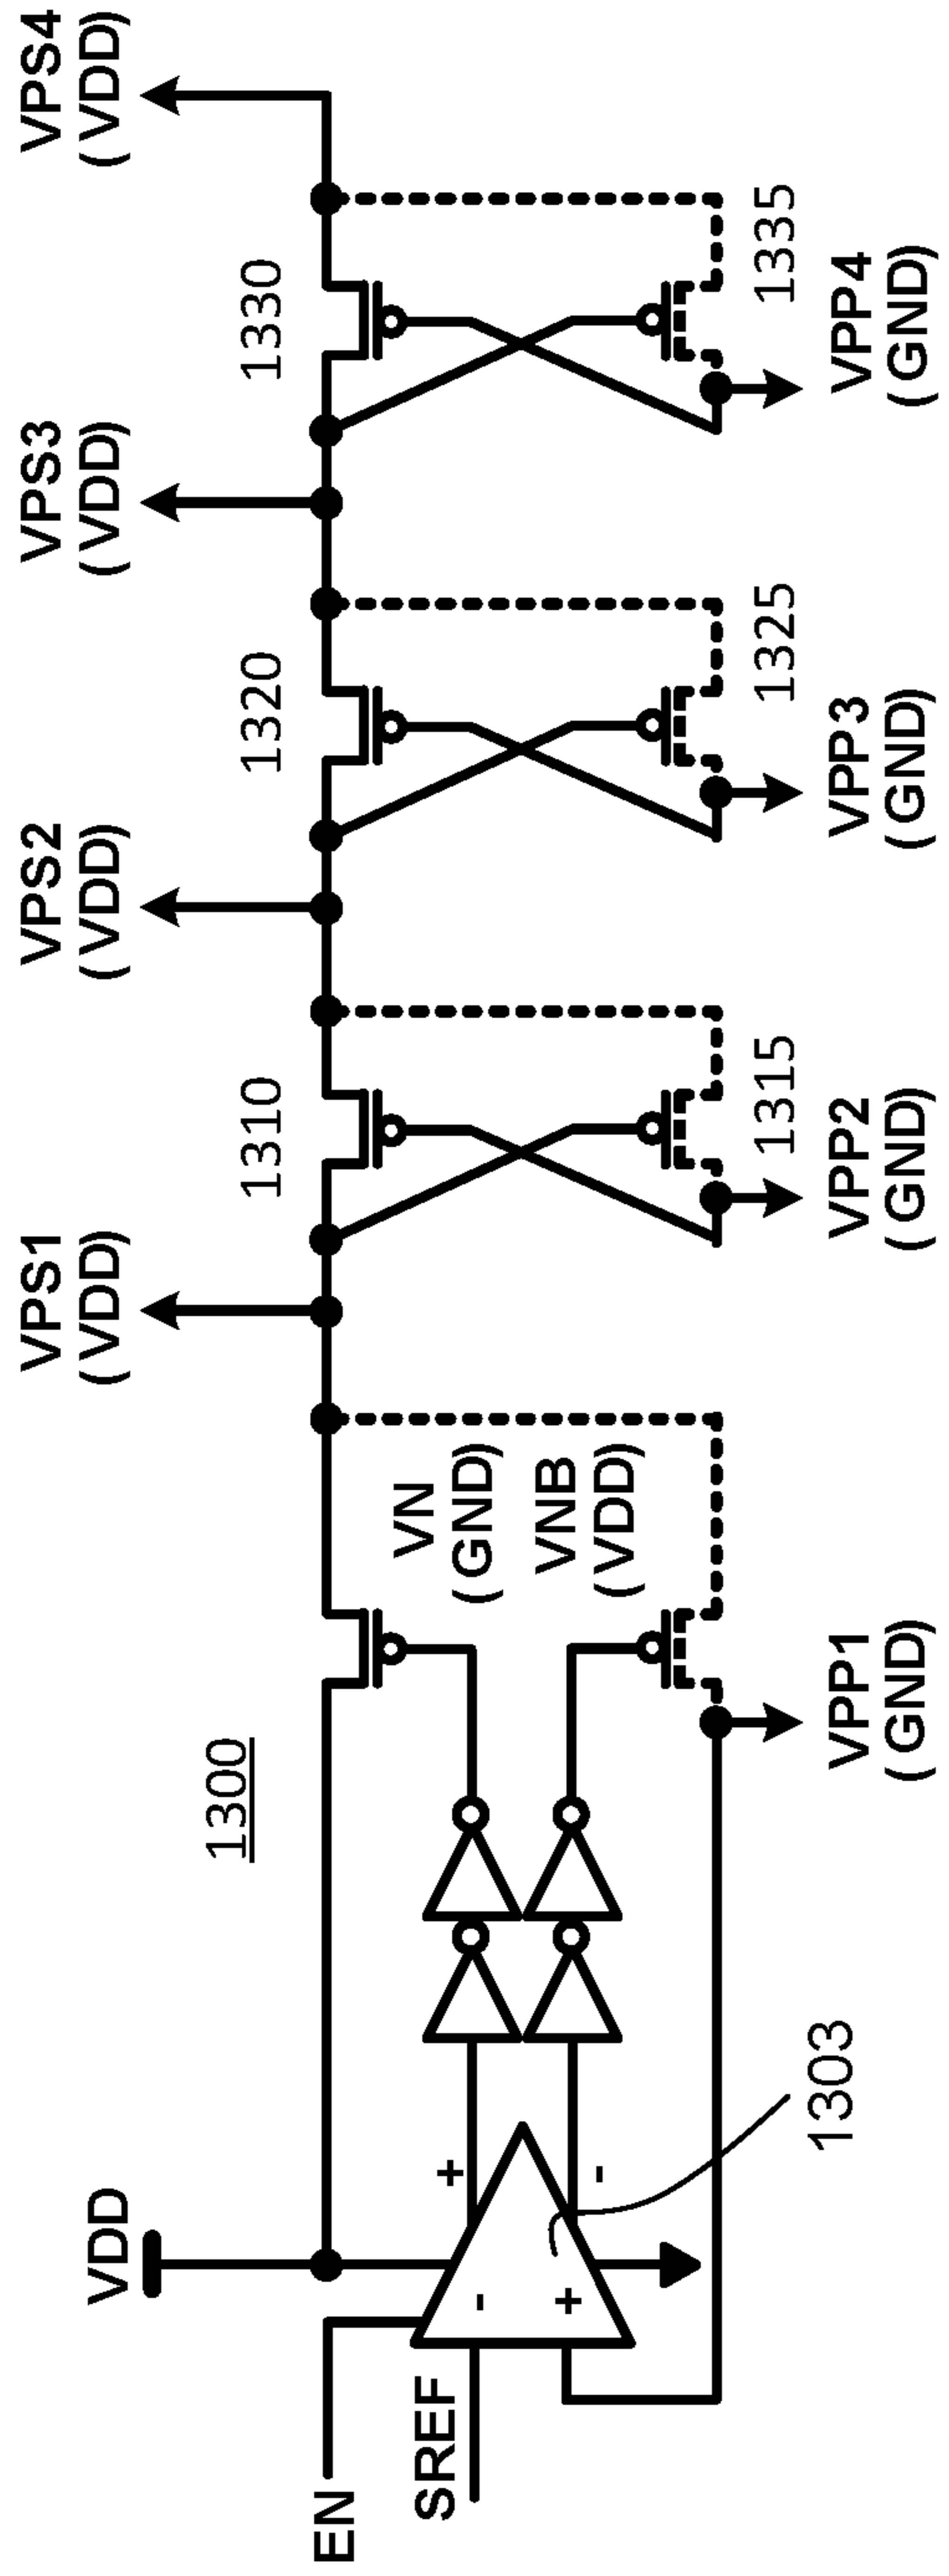 VPS1
(VDD)
VPS2
(VDD)
VPS3
(VDD)
VPS4
(VDD)
VDD
1300
1310
1320
1330
EN
SREF
-
+
+
-
VN
(GND)
VNB
(VDD)
1303
1315
1325
1335
VPP1
(GND)
VPP2
(GND)
VPP3
(GND)
VPP4
(GND)